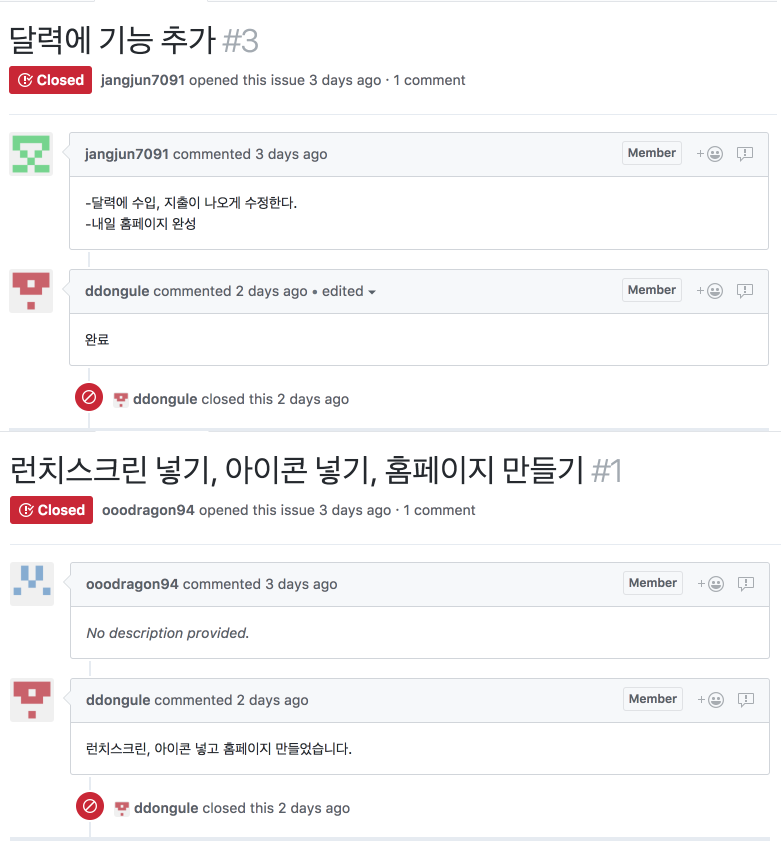 달력에 기능 추가 #3
Closed jangjun7091 opened this issue 3 days ago · 1 comment
jangjun7091 commented 3 days ago Member
-달력에 수입, 지출이 나오게 수정한다.
-내일 홈페이지 완성
ddongule commented 2 days ago • edited Member
완료
ddongule closed this 2 days ago
런치스크린 넣기, 아이콘 넣기, 홈페이지 만들기 #1
Closed ooodragon94 opened this issue 3 days ago · 1 comment
ooodragon94 commented 3 days ago Member
No description provided.
ddongule commented 2 days ago Member
런치스크린, 아이콘 넣고 홈페이지 만들었습니다.
ddongule closed this 2 days ago